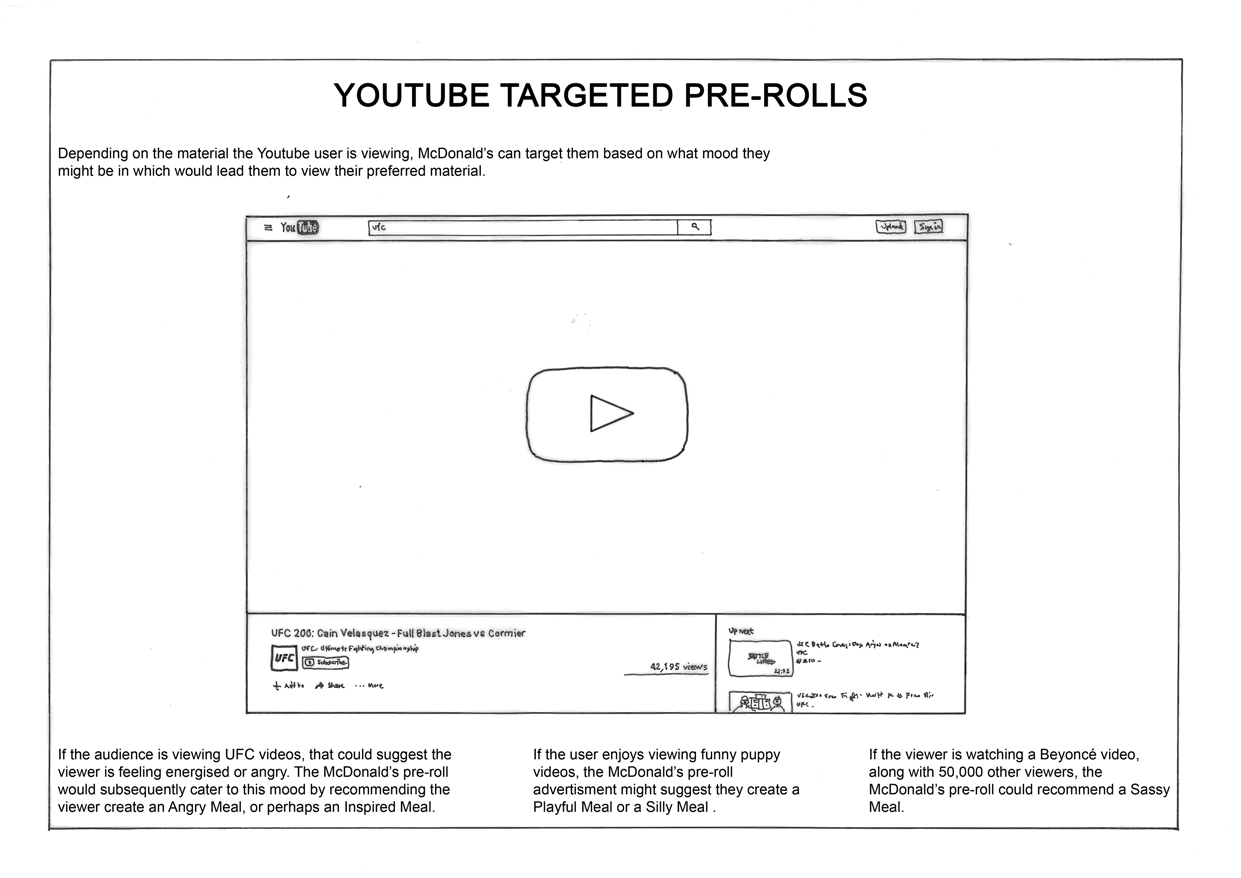 YOUTUBE TARGETED PRE-ROLLS
Depending on the material the Youtube user is viewing, McDonald's can target them based on what mood they
might be in which would lead them to view their preferred material.
YouTube
ufc
Upload
Sign in
UFC 200: Cain Velasquez - Full Blast Jones vs Cormier
UFC - Ultimate Fighting Championship
UFC
Subscribe
42,195 views
+ Add to
Share
... More
Up next
BATTLE
22:02
UFC
UFC
If the audience is viewing UFC videos, that could suggest the
viewer is feeling energised or angry. The McDonald's pre-roll
would subsequently cater to this mood by recommending the
viewer create an Angry Meal, or perhaps an Inspired Meal.
If the user enjoys viewing funny puppy
videos, the McDonald's pre-roll
advertisment might suggest they create a
Playful Meal or a Silly Meal .
If the viewer is watching a Beyoncé video,
along with 50,000 other viewers, the
McDonald's pre-roll could recommend a Sassy
Meal.